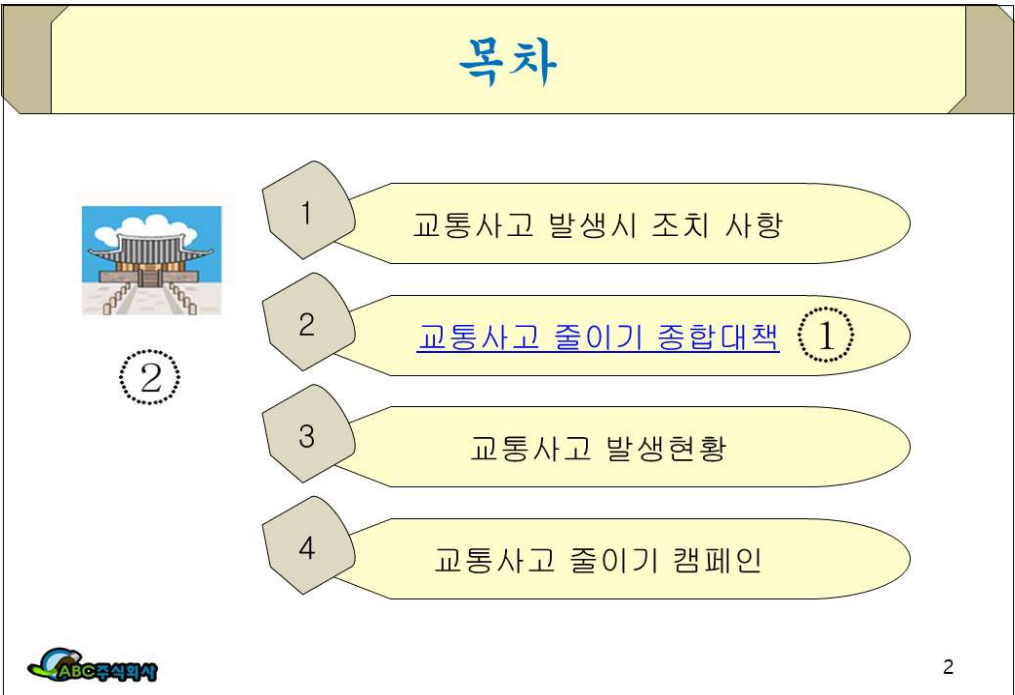 목차
1
교통사고 발생시 조치 사항
2
교통사고 줄이기 종합대책 ①
②
3
교통사고 발생현황
4
교통사고 줄이기 캠페인
ABC주식회사
2